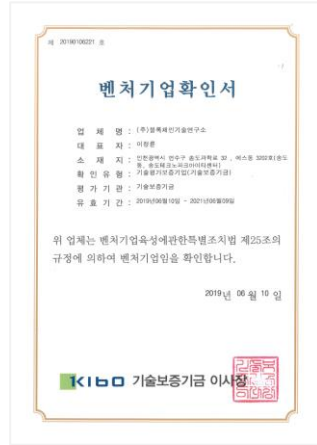 제 20190106221 호
벤처기업확인서
업 체 명 : (주)블록체인기술연구소
대 표 자 : 이창훈
소 재 지 : 인천광역시 연수구 송도과학로 32 , 에스동 3202호(송도
동, 송도테크노파크아이티센터)
확 인 유 형 : 기술평가보증기업(기술보증기금)
평 가 기 관 : 기술보증기금
유 효 기 간 : 2019년06월10일 ~ 2021년06월09일
위 업체는 벤처기업육성에관한특별조치법 제25조의
규정에 의하여 벤처기업임을 확인합니다.
2019년 06 월 10 일
KIBO 기술보증기금 이사장